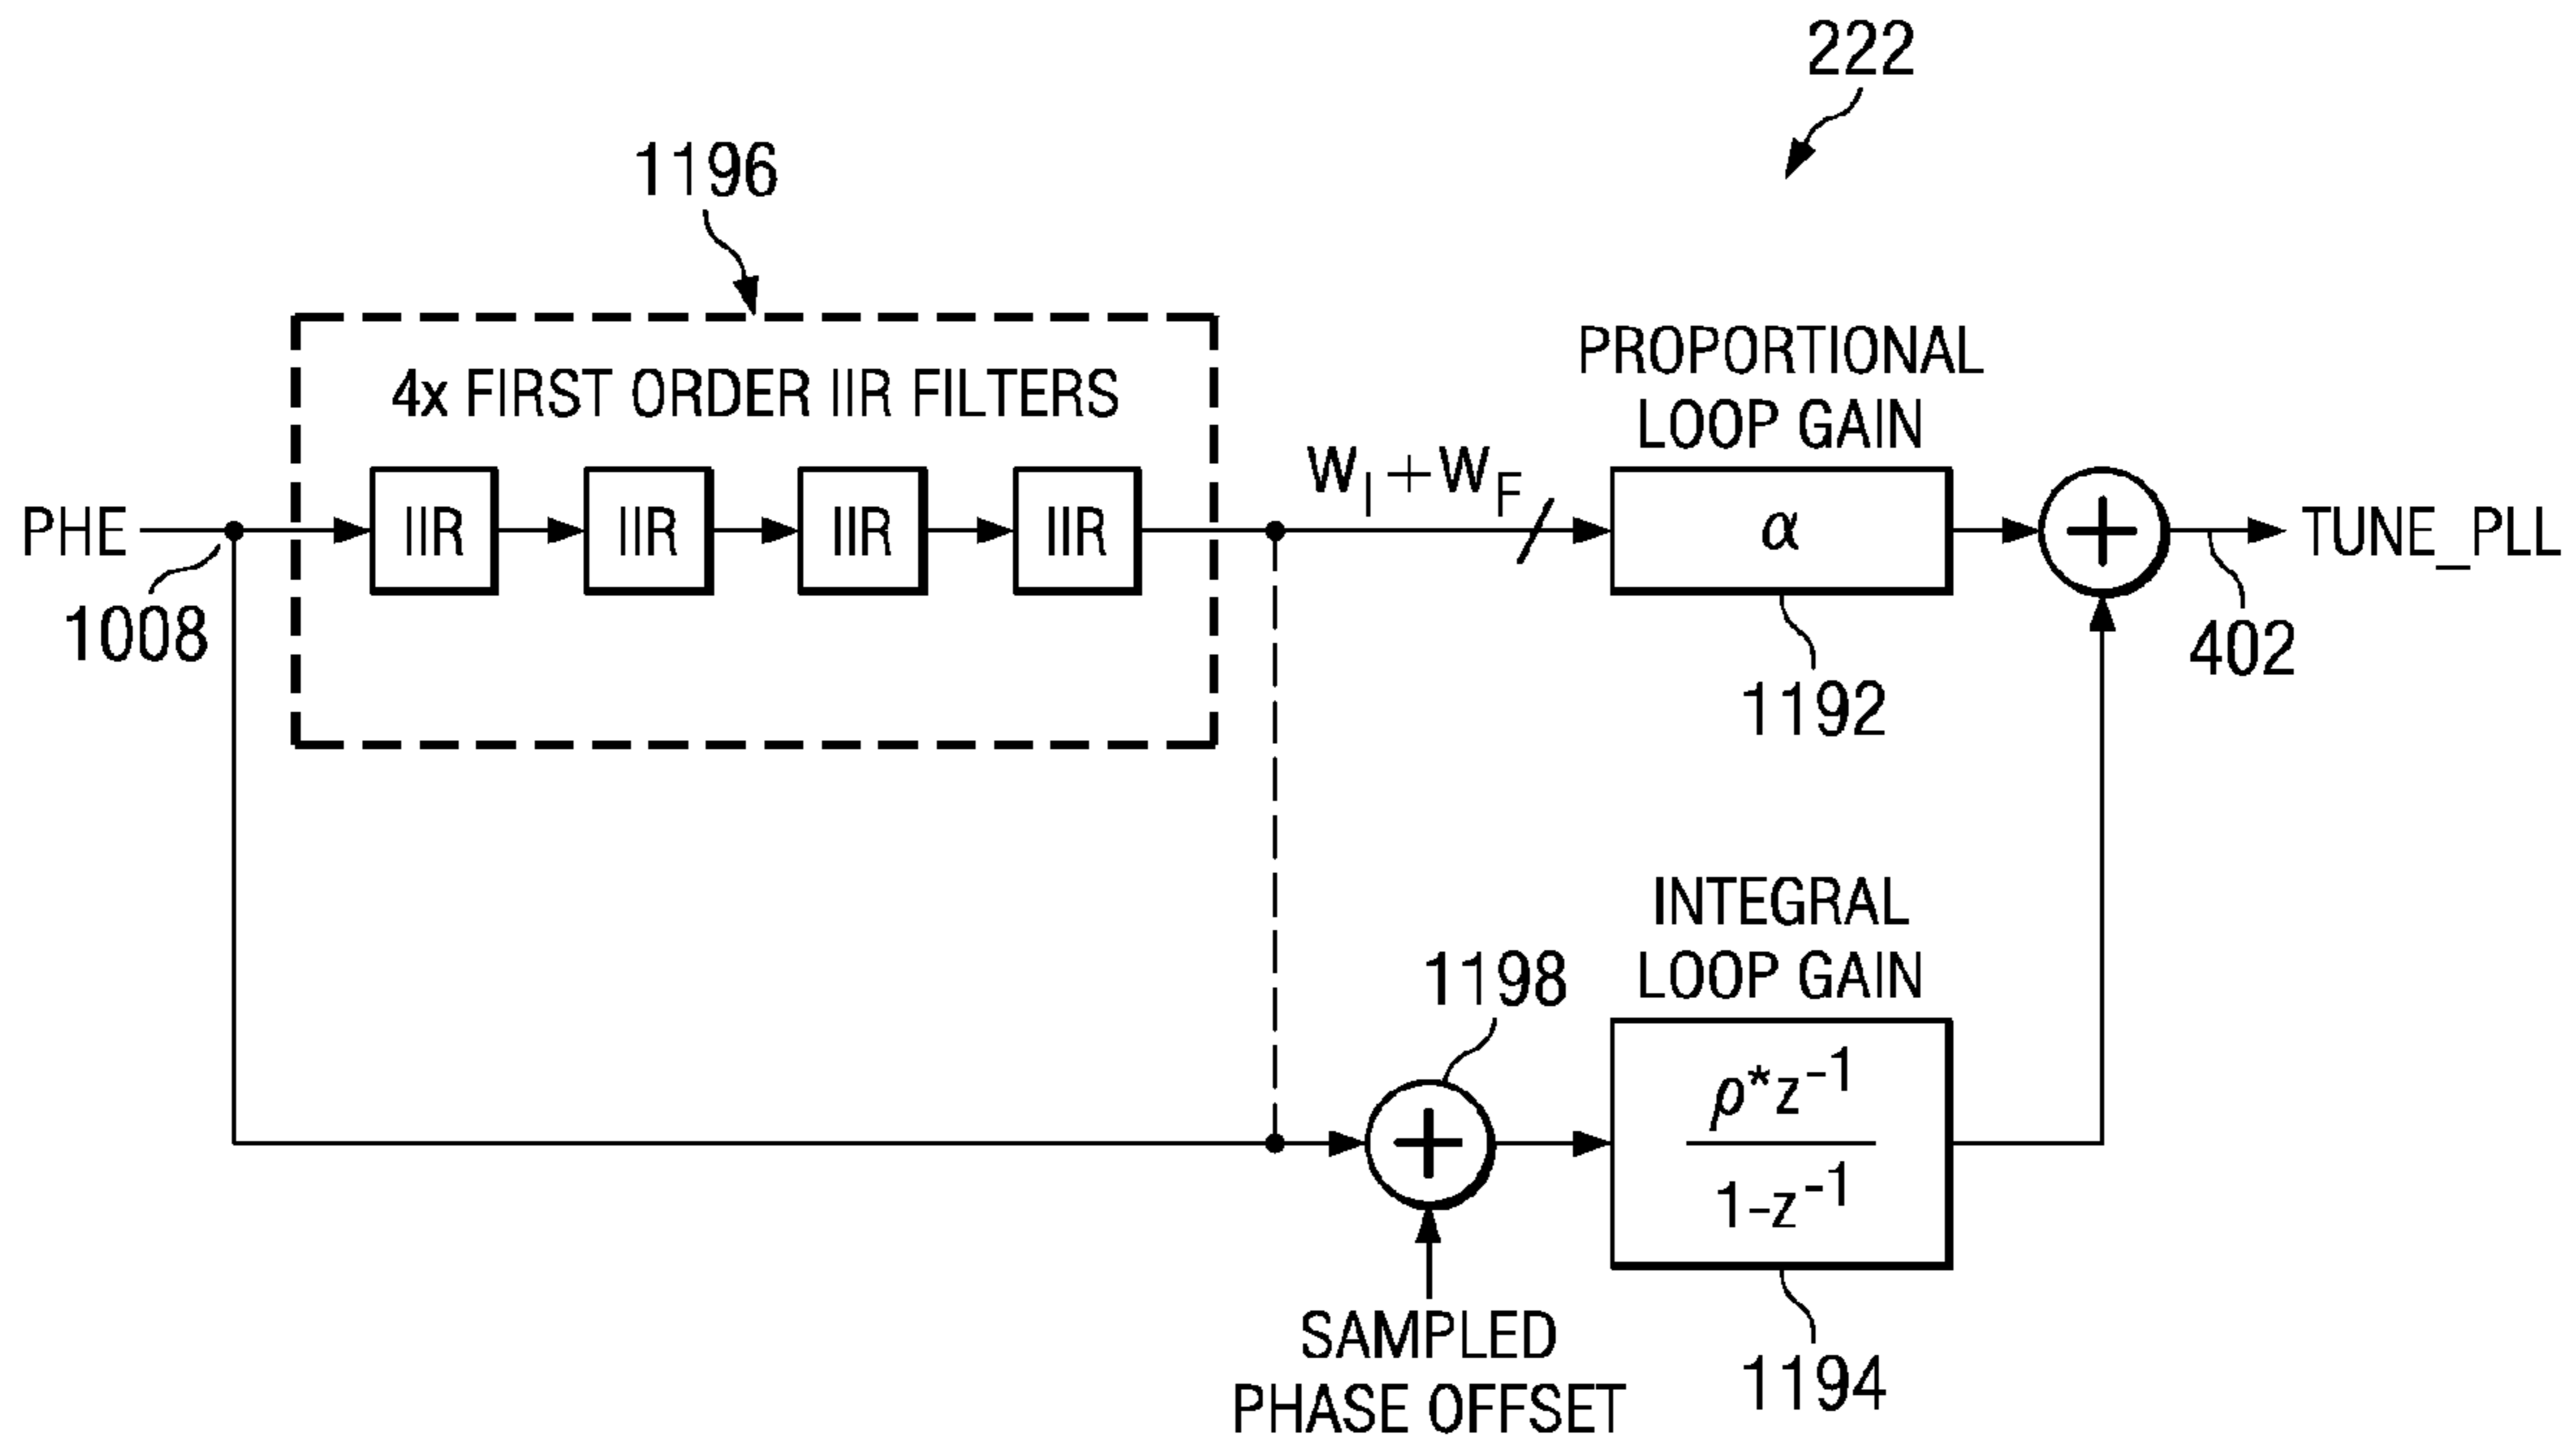 222
1196
4x FIRST ORDER IIR FILTERS
PROPORTIONAL
LOOP GAIN
PHE
IIR
IIR
IIR
IIR
W_I+W_F
α
+
TUNE_PLL
1008
402
1192
INTEGRAL
LOOP GAIN
1198
+
ρ*z^-1
1-z^-1
SAMPLED
PHASE OFFSET
1194